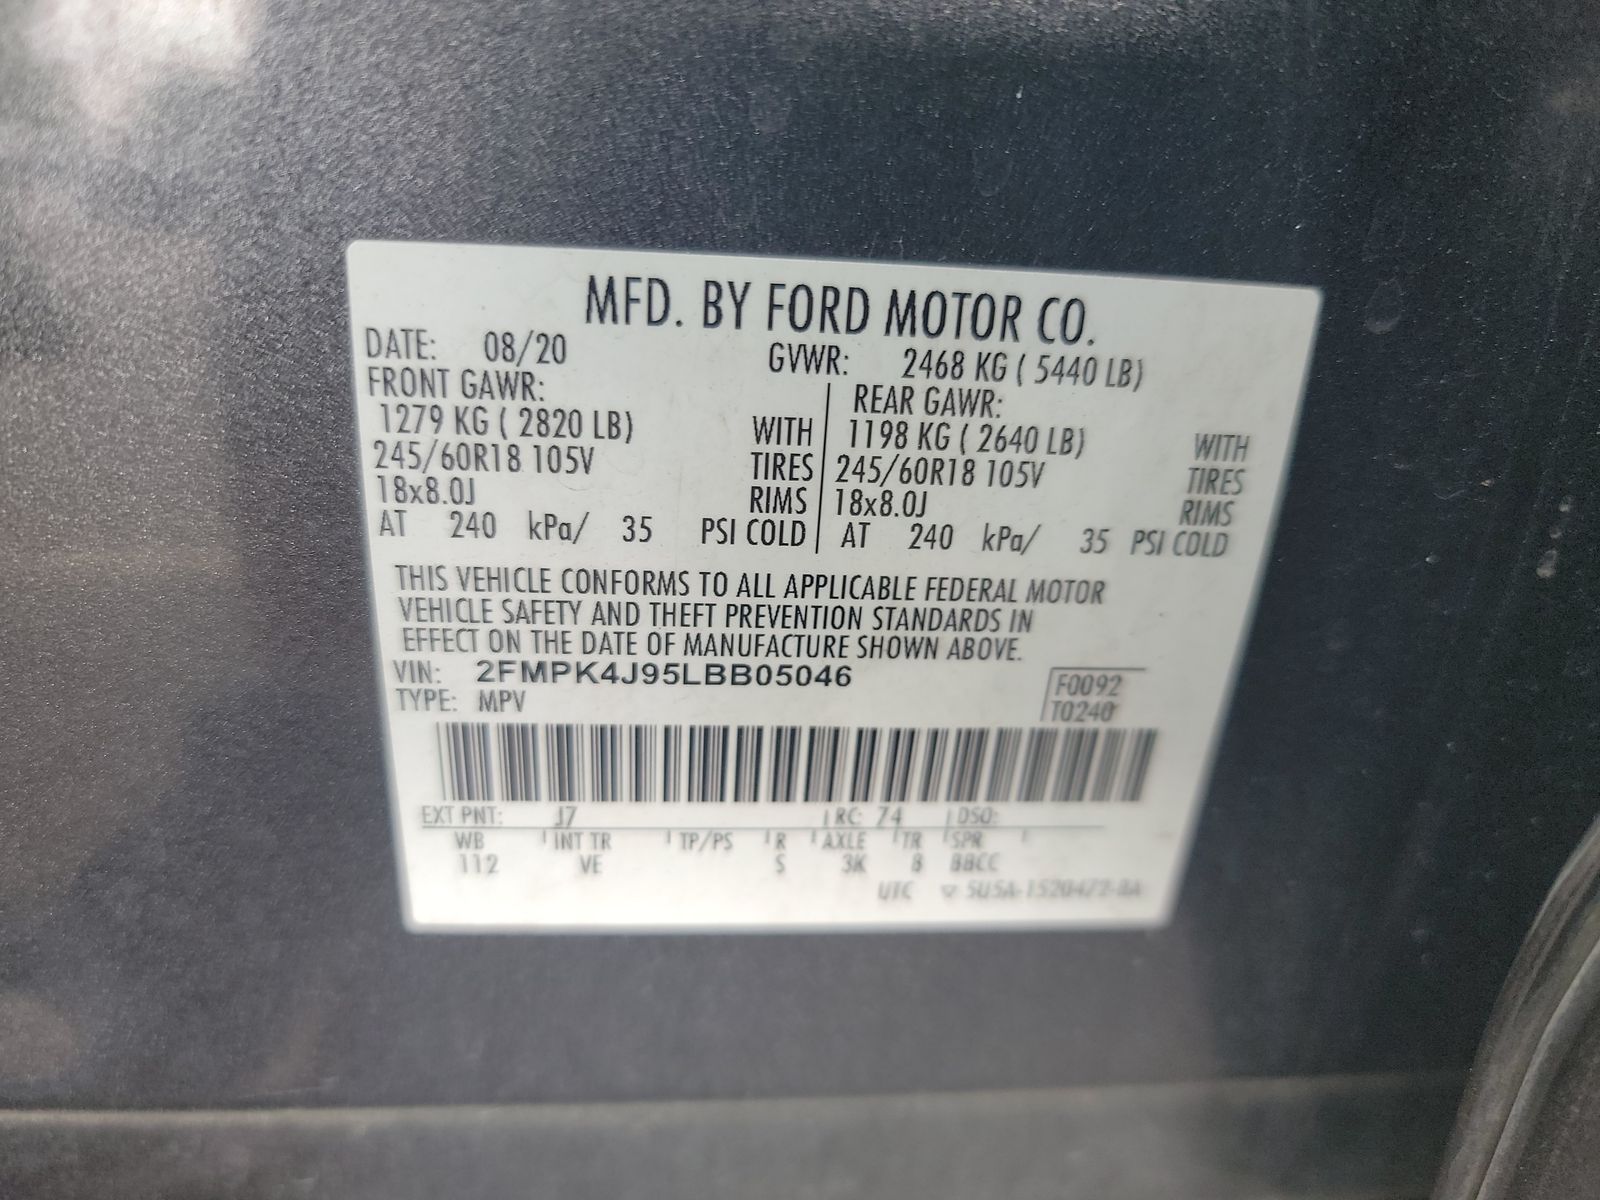 MFD. BY FORD MOTOR CO.
DATE: 08/20 GVWR: 2468 KG ( 5440 LB)
FRONT GAWR: REAR GAWR:
1279 KG ( 2820 LB) WITH 1198 KG ( 2640 LB) WITH
245/60R18 105V TIRES 245/60R18 105V TIRES
18x8.0J RIMS 18x8.0J RIMS
AT 240 kPa/ 35 PSI COLD AT 240 kPa/ 35 PSI COLD
THIS VEHICLE CONFORMS TO ALL APPLICABLE FEDERAL MOTOR
VEHICLE SAFETY AND THEFT PREVENTION STANDARDS IN
EFFECT ON THE DATE OF MANUFACTURE SHOWN ABOVE.
VIN: 2FMPK4J95LBB05046 F0092
TYPE: MPV T0240
EXT PNT: J7 RC: 74 DSO:
WB INT TR TP/PS R AXLE TR SPR
112 VE S 3K 8 BBCC
UTC ▽ 5U5A-1520472-BA